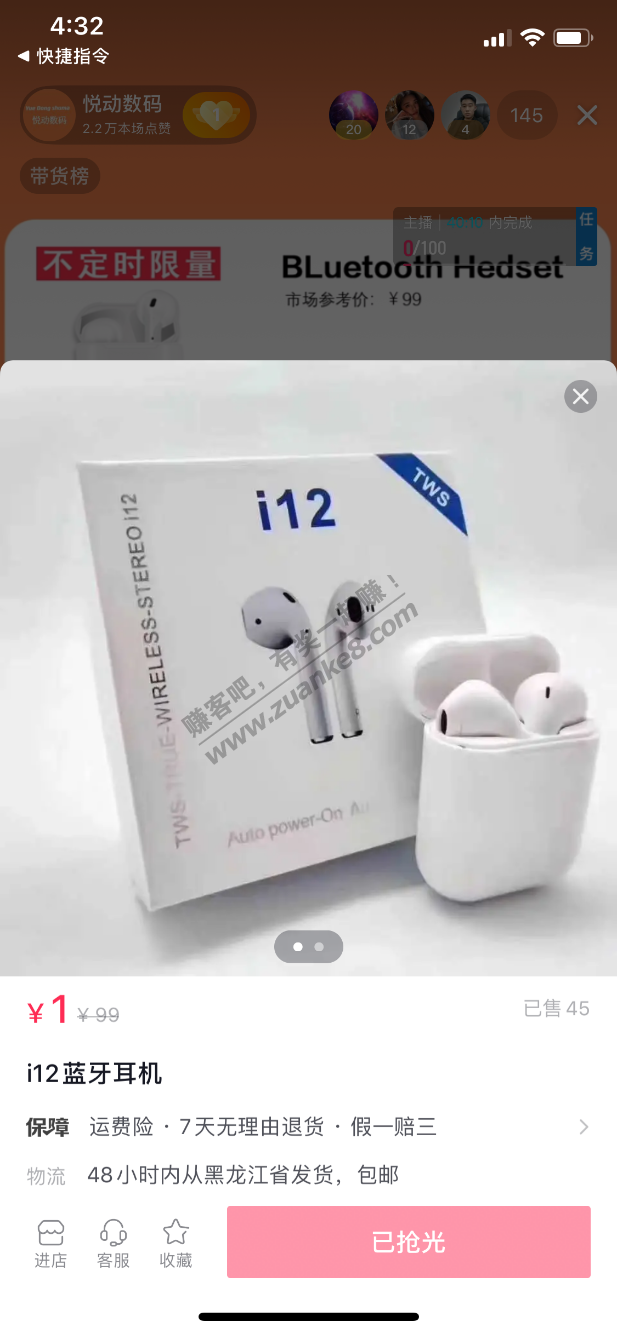 4:32
◀ 快捷指令
悦动数码
悦动数码
2.2万本场点赞
1
20
12
4
145
带货榜
主播 | 内完成
任务
0/100
不定时限量
BLuetooth Hedset
市场参考价：￥99
TWS
i12
TWS-TRUE-WIRELESS-STEREO i12
赚客吧，有奖一起赚！
www.zuanke8.com
Auto power-On
￥1 ￥99
已售 45
i12蓝牙耳机
保障 运费险 · 7天无理由退货 · 假一赔三
物流 48小时内从黑龙江省发货，包邮
进店
客服
收藏
已抢光